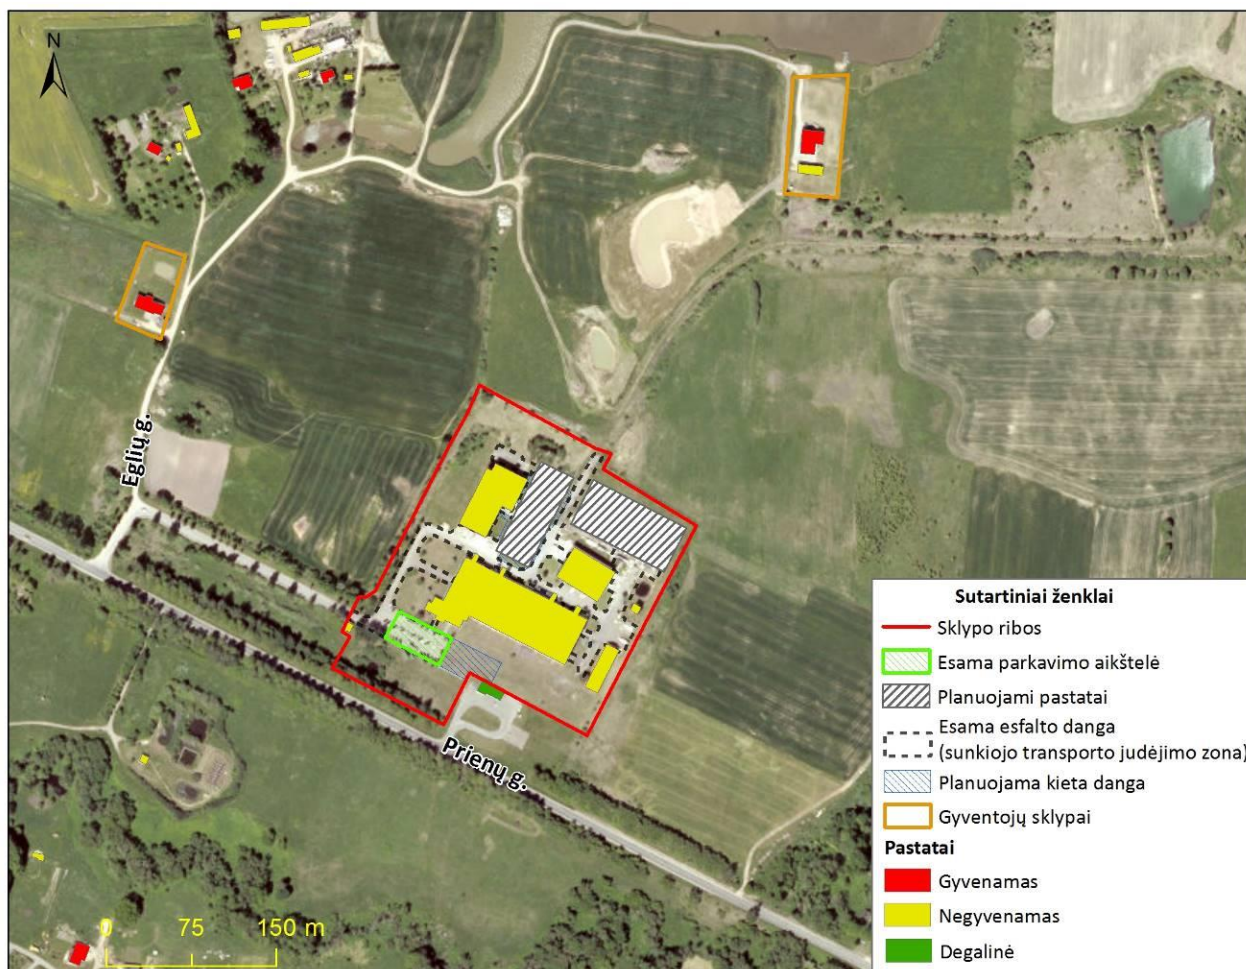 N
Eglių g.
Prienų g.
0 75 150 m
Sutartiniai ženklai
Sklypo ribos
Esama parkavimo aikštelė
Planuojami pastatai
Esama esfalto danga
(sunkiojo transporto judėjimo zona)
Planuojama kieta danga
Gyventojų sklypai
Pastatai
Gyvenamas
Negyvenamas
Degalinė